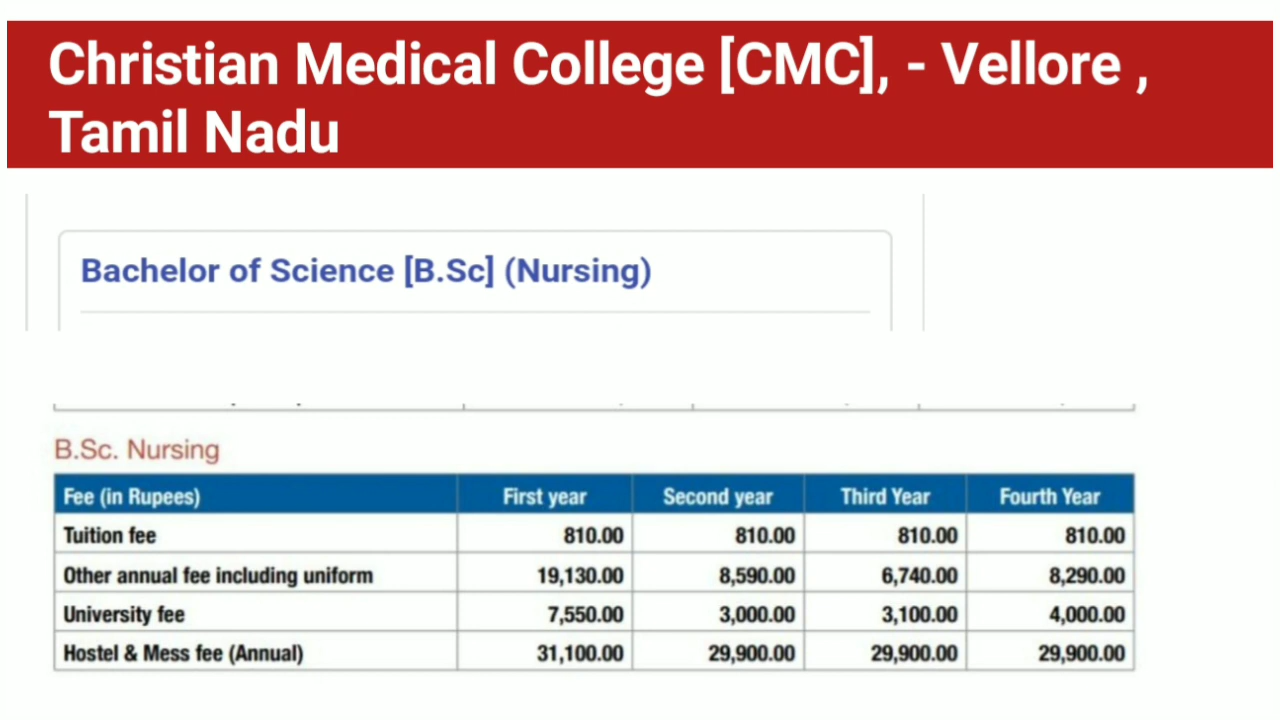 Christian Medical College [CMC], - Vellore ,
Tamil Nadu
Bachelor of Science [B.Sc] (Nursing)
B.Sc. Nursing
Fee (in Rupees) First year Second year Third Year Fourth Year
Tuition fee 810.00 810.00 810.00 810.00
Other annual fee including uniform 19,130.00 8,590.00 6,740.00 8,290.00
University fee 7,550.00 3,000.00 3,100.00 4,000.00
Hostel & Mess fee (Annual) 31,100.00 29,900.00 29,900.00 29,900.00